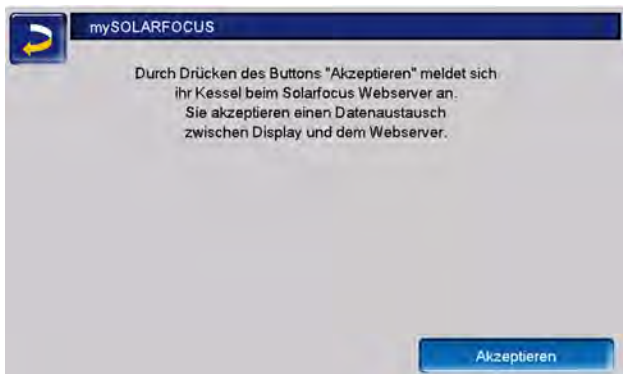 mySOLARFOCUS
Durch Drücken des Buttons "Akzeptieren" meldet sich
ihr Kessel beim Solarfocus Webserver an.
Sie akzeptieren einen Datenaustausch
zwischen Display und dem Webserver.
Akzeptieren